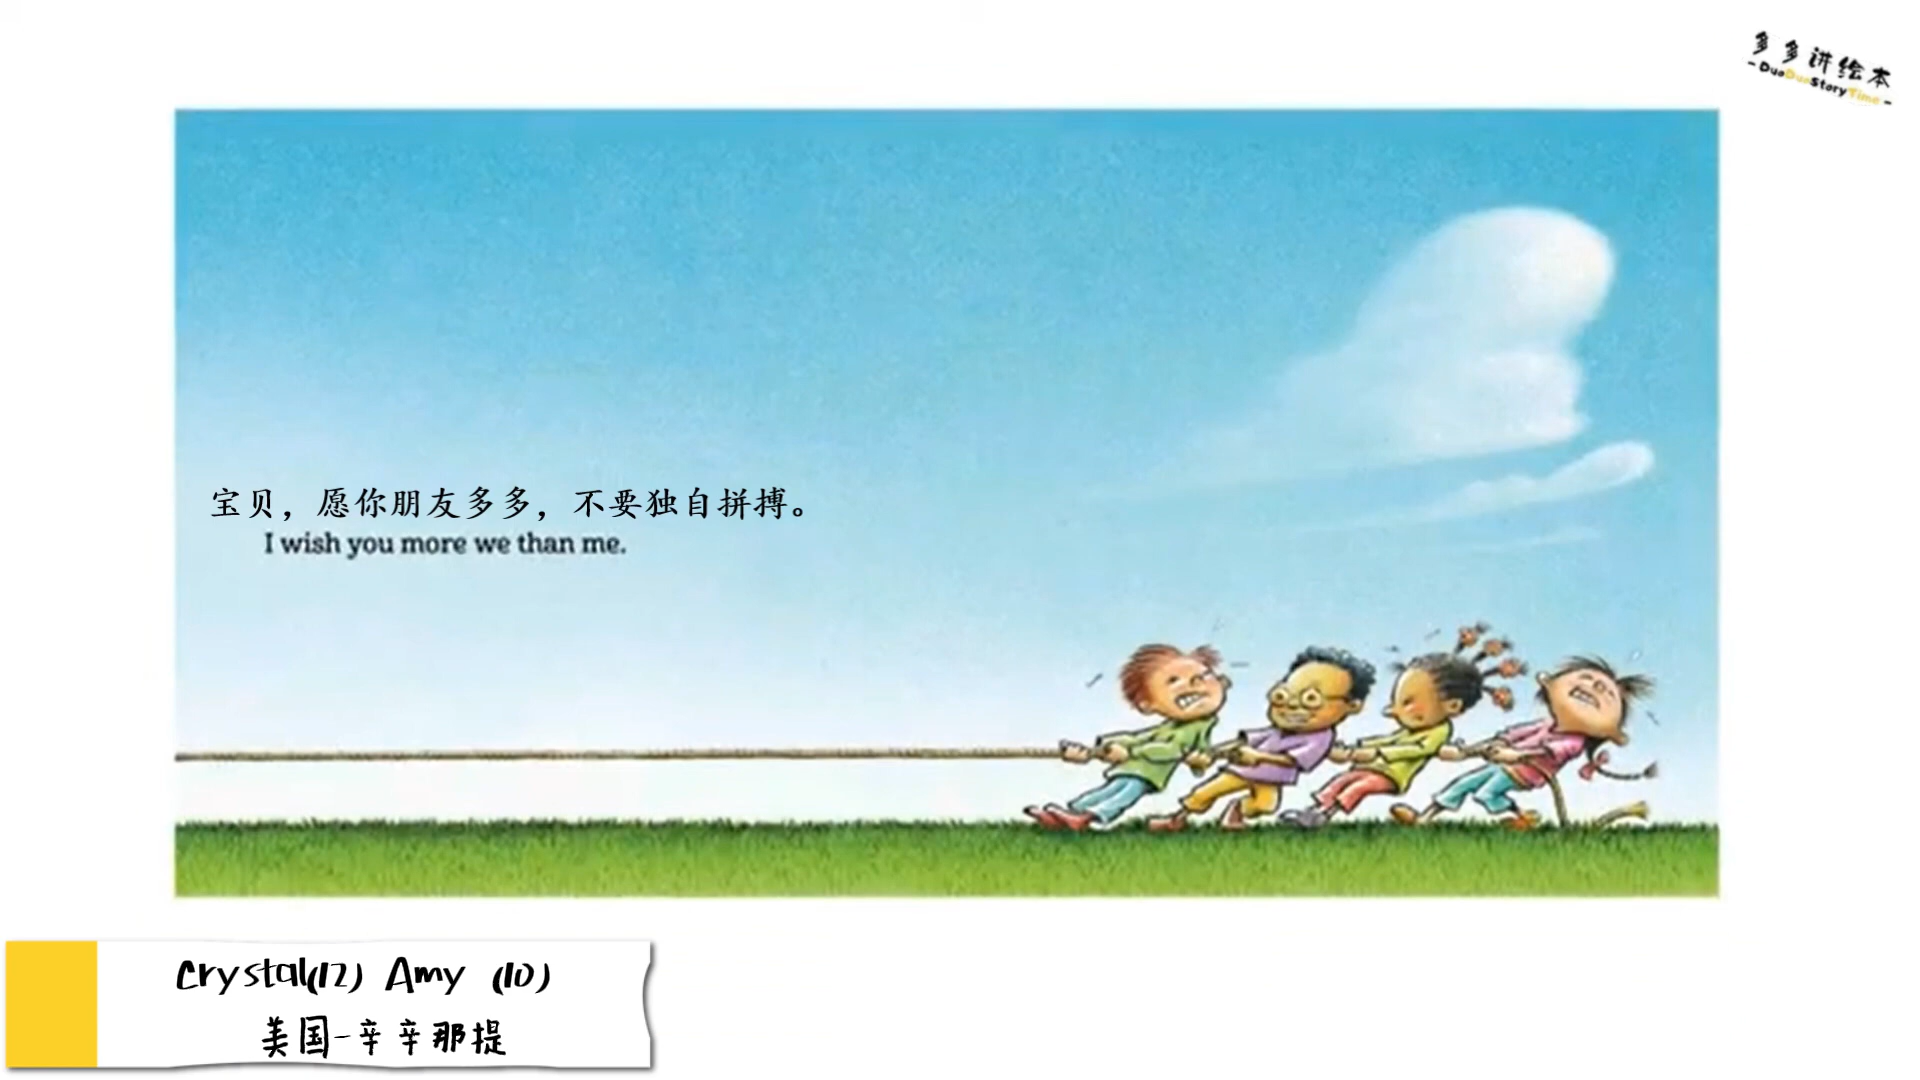 多多讲绘本
-DuoDuoStoryTime-
宝贝，愿你朋友多多，不要独自拼搏。
I wish you more we than me.
Crystal(12) Amy (10)
美国-辛辛那提